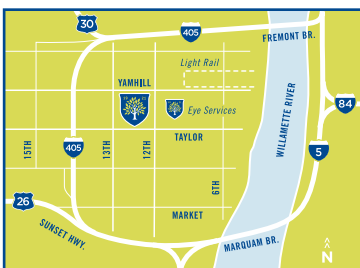 30
405
FREMONT BR.
Light Rail
YAMHILL
Eye Services
84
TAYLOR
WILLAMETTE RIVER
405
15TH
13TH
12TH
5
6TH
26
MARKET
SUNSET HWY.
MARQUAM BR.
N